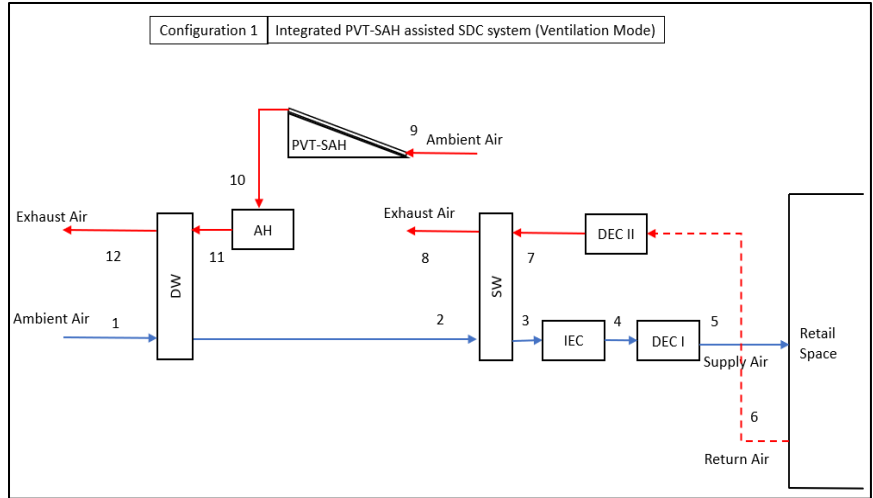 Configuration 1
Integrated PVT-SAH assisted SDC system (Ventilation Mode)
9
Ambient Air
PVT-SAH
10
Exhaust Air
AH
Exhaust Air
DEC II
12
11
8
7
DW
SW
Ambient Air
1
2
3
4
5
IEC
DEC I
Retail
Space
Supply Air
6
Return Air